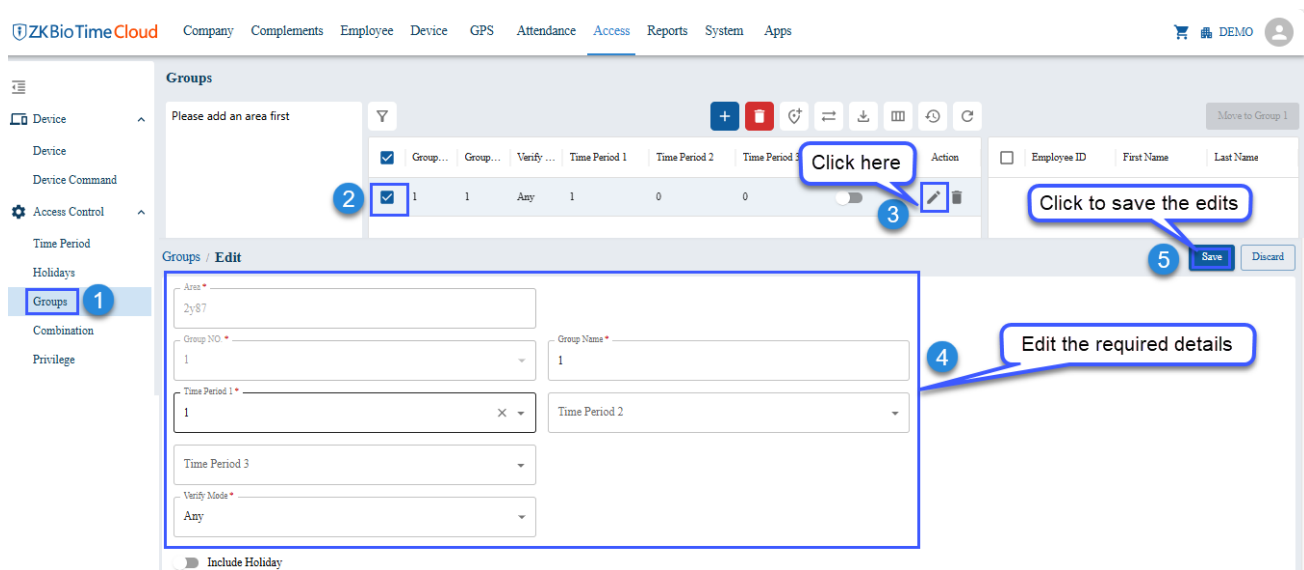 ZKBioTime Cloud Company Complements Employee Device GPS Attendance Access Reports System Apps DEMO
Groups
Device
Device
Device Command
Access Control
Time Period
Holidays
Groups 1
Combination
Privilege
Please add an area first
Move to Group 1
Group... Group... Verify ... Time Period 1 Time Period 2 Time Period 3 Action Employee ID First Name Last Name
Click here
2 1 1 Any 1 0 0 3
Click to save the edits
Groups / Edit 5 Save Discard
Area *
2y87
Group NO. * Group Name *
1 1
4 Edit the required details
Time Period 1 *
1 Time Period 2
Time Period 3
Verify Mode *
Any
Include Holiday